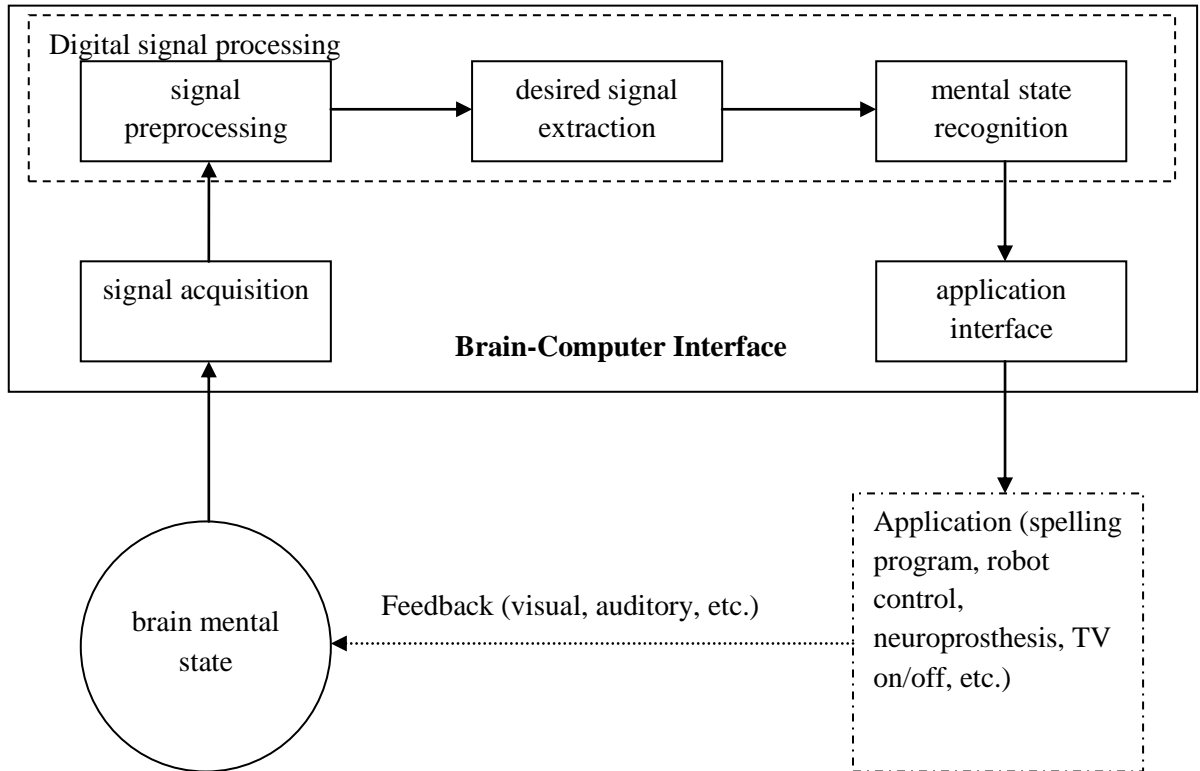 Digital signal processing
signal
preprocessing
desired signal
extraction
mental state
recognition
signal acquisition
application
interface
Brain-Computer Interface
brain mental
state
Feedback (visual, auditory, etc.)
Application (spelling
program, robot
control,
neuroprosthesis, TV
on/off, etc.)